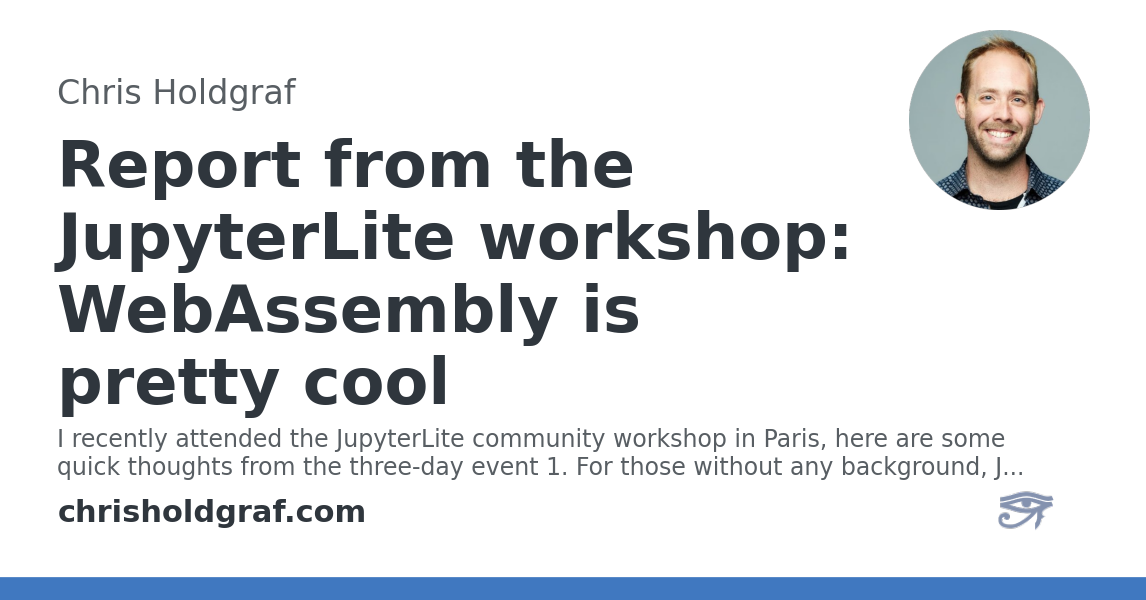 Chris Holdgraf
Report from the
JupyterLite workshop:
WebAssembly is
pretty cool
I recently attended the JupyterLite community workshop in Paris, here are some
quick thoughts from the three-day event 1. For those without any background, J...
chrisholdgraf.com